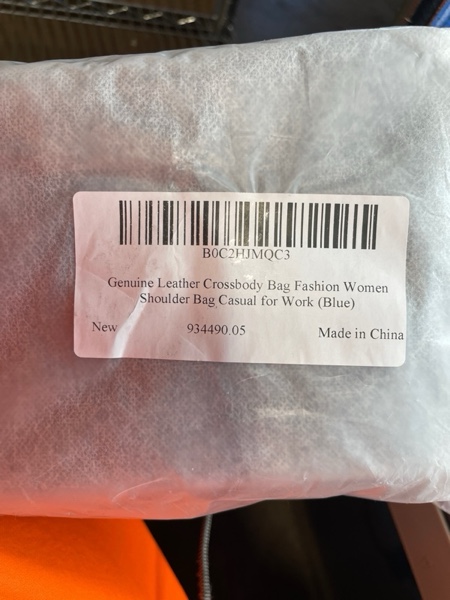 B0C2HJMQC3
Genuine Leather Crossbody Bag Fashion Women
Shoulder Bag Casual for Work (Blue)
New 934490.05 Made in China